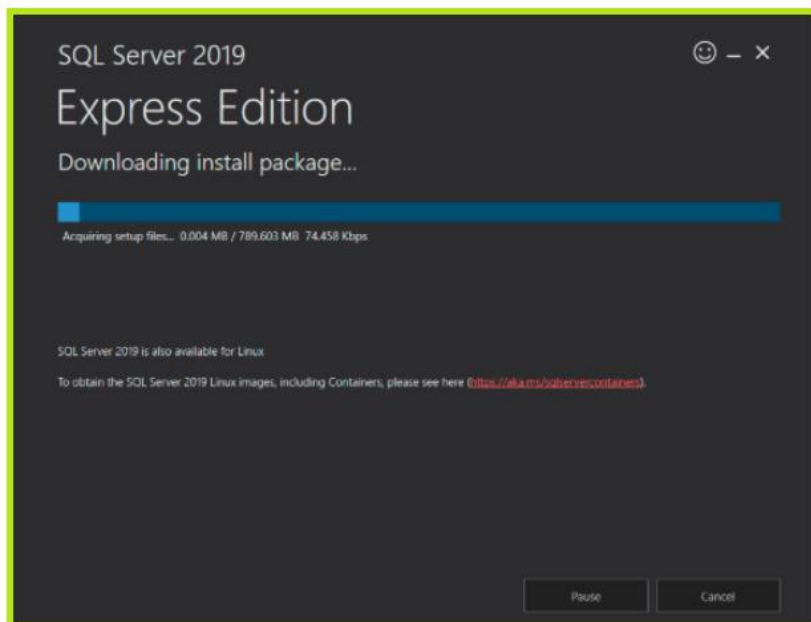 SQL Server 2019
Express Edition
Downloading install package...
Acquiring setup files... 0.004 MB / 789.603 MB 74.458 Kbps
SQL Server 2019 is also available for Linux
To obtain the SQL Server 2019 Linux images, including Containers, please see here (https://aka.ms/sqlservercontainers).
Pause Cancel